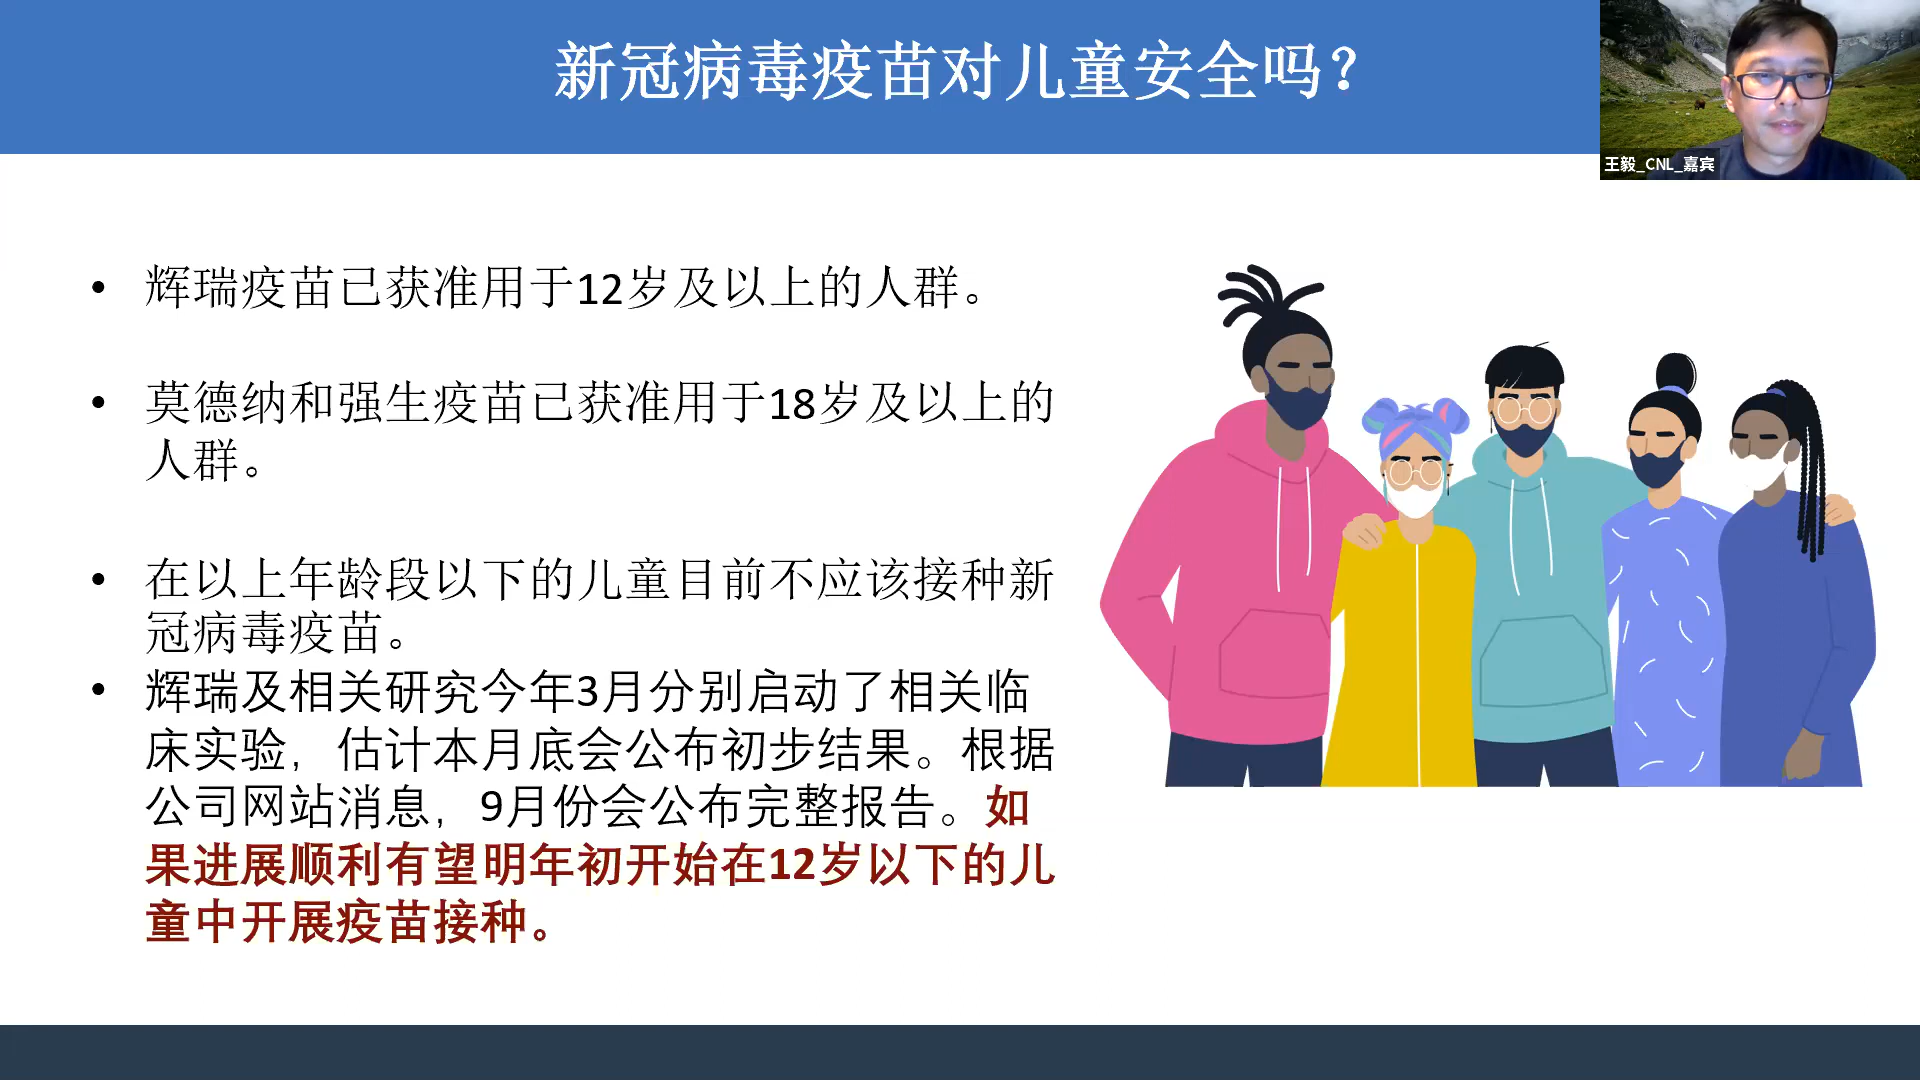 新冠病毒疫苗对儿童安全吗？
王毅_CNL_嘉宾
• 辉瑞疫苗已获准用于12岁及以上的人群。
• 莫德纳和强生疫苗已获准用于18岁及以上的
人群。
• 在以上年龄段以下的儿童目前不应该接种新
冠病毒疫苗。
• 辉瑞及相关研究今年3月分别启动了相关临
床实验，估计本月底会公布初步结果。根据
公司网站消息，9月份会公布完整报告。如
果进展顺利有望明年初开始在12岁以下的儿
童中开展疫苗接种。